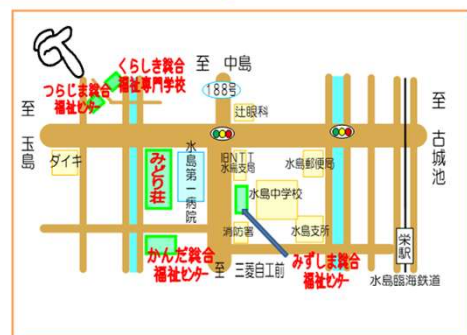 くらしき総合
福祉専門学校
つらじま総合
福祉センター
至 中島
188号
辻眼科
至 玉島
至 古城池
ダイキ
みどり荘
水島第一病院
旧NTT
水島支局
水島郵便局
水島中学校
消防署
水島支所
かんだ総合
福祉センター
至 三菱自工前
みずしま総合
福祉センター
栄駅
水島臨海鉄道